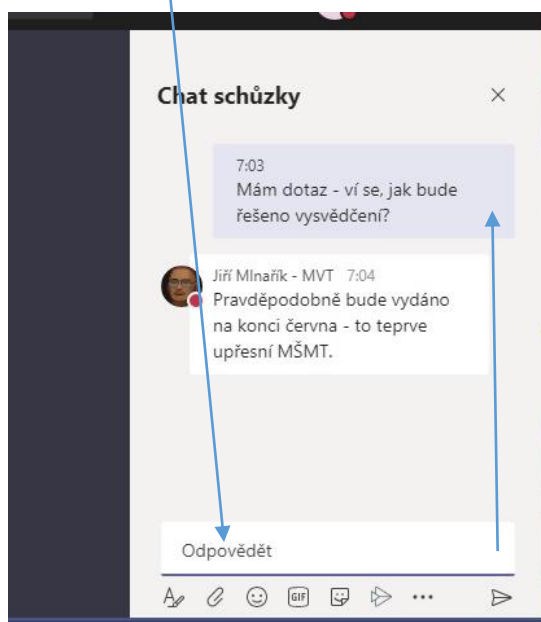 Chat schůzky
7:03
Mám dotaz - ví se, jak bude
řešeno vysvědčení?
Jiří Mlnařík - MVT 7:04
Pravděpodobně bude vydáno
na konci června - to teprve
upřesní MŠMT.
Odpovědět
GIF